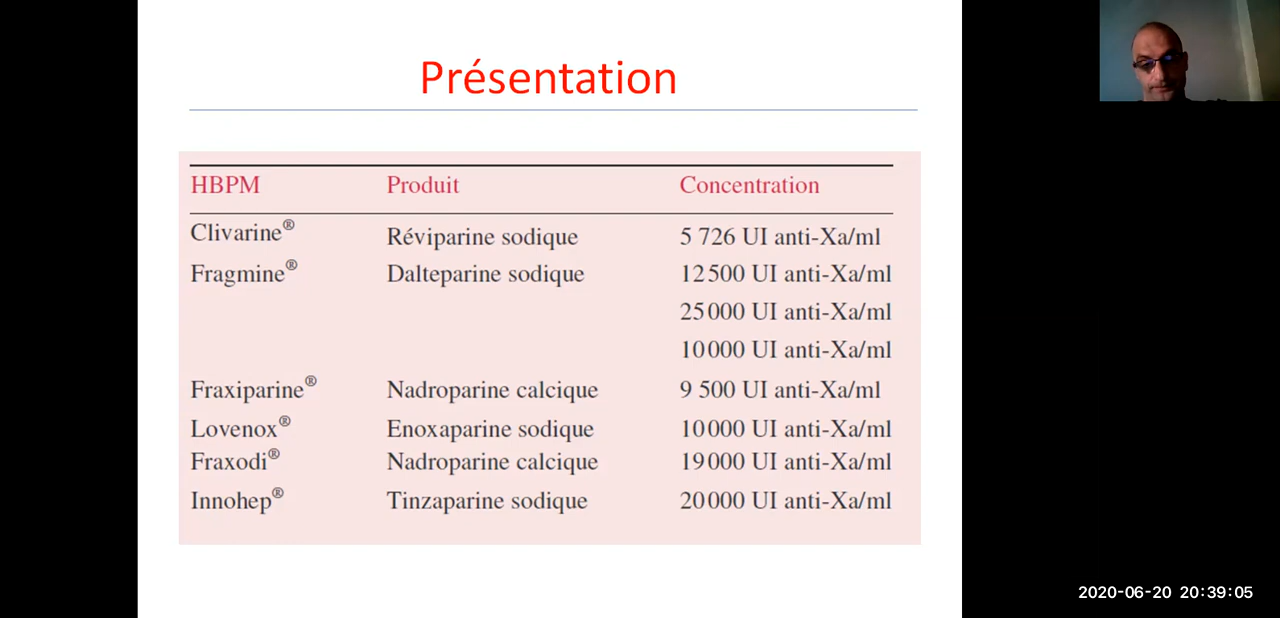 Présentation
HBPM Produit Concentration
Clivarine® Réviparine sodique 5 726 UI anti-Xa/ml
Fragmine® Dalteparine sodique 12 500 UI anti-Xa/ml
25 000 UI anti-Xa/ml
10 000 UI anti-Xa/ml
Fraxiparine® Nadroparine calcique 9 500 UI anti-Xa/ml
Lovenox® Enoxaparine sodique 10 000 UI anti-Xa/ml
Fraxodi® Nadroparine calcique 19 000 UI anti-Xa/ml
Innohep® Tinzaparine sodique 20 000 UI anti-Xa/ml
2020-06-20 20:39:05